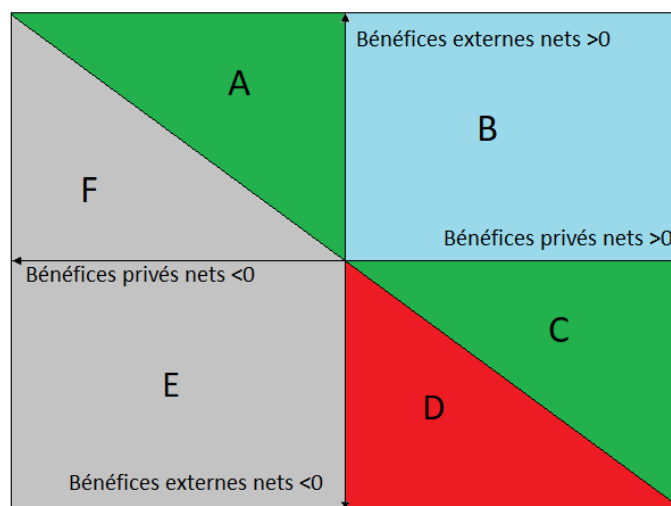 Bénéfices externes nets >0
A
B
F
Bénéfices privés nets >0
Bénéfices privés nets <0
C
E
D
Bénéfices externes nets <0